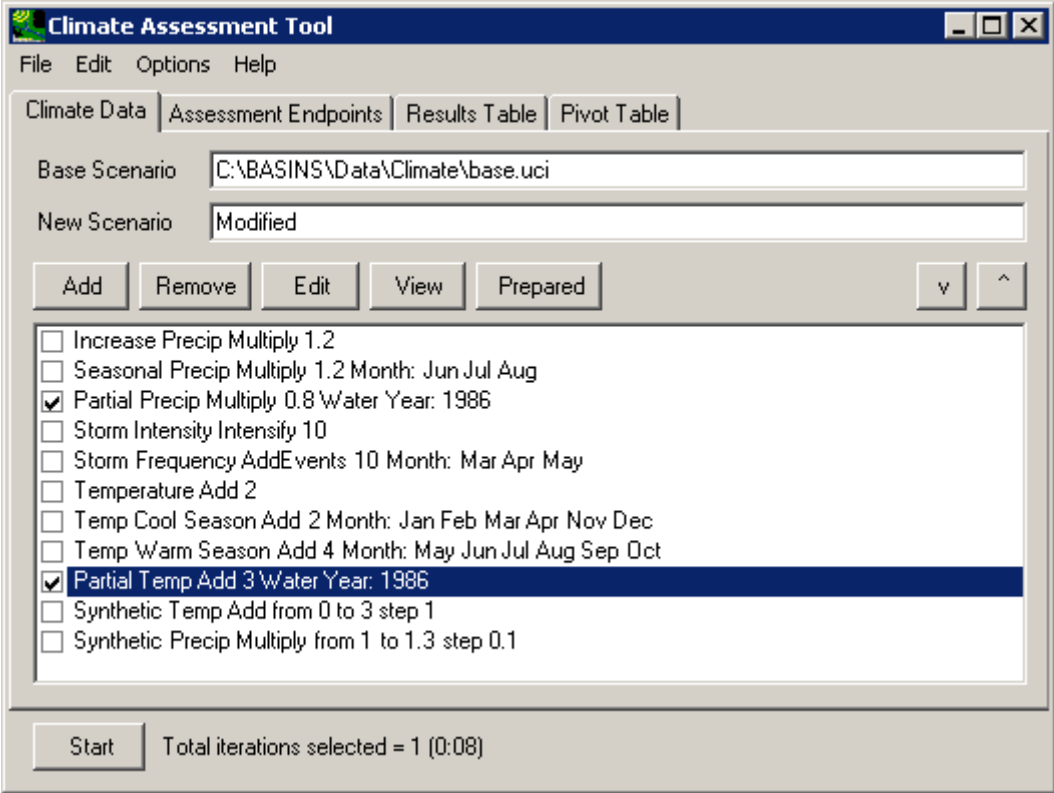 Climate Assessment Tool
File Edit Options Help
Climate Data Assessment Endpoints Results Table Pivot Table
Base Scenario C:\BASINS\Data\Climate\base.uci
New Scenario Modified
Add Remove Edit View Prepared v ^
Increase Precip Multiply 1.2
Seasonal Precip Multiply 1.2 Month: Jun Jul Aug
Partial Precip Multiply 0.8 Water Year: 1986
Storm Intensity Intensify 10
Storm Frequency AddEvents 10 Month: Mar Apr May
Temperature Add 2
Temp Cool Season Add 2 Month: Jan Feb Mar Apr Nov Dec
Temp Warm Season Add 4 Month: May Jun Jul Aug Sep Oct
Partial Temp Add 3 Water Year: 1986
Synthetic Temp Add from 0 to 3 step 1
Synthetic Precip Multiply from 1 to 1.3 step 0.1
Start Total iterations selected = 1 (0:08)